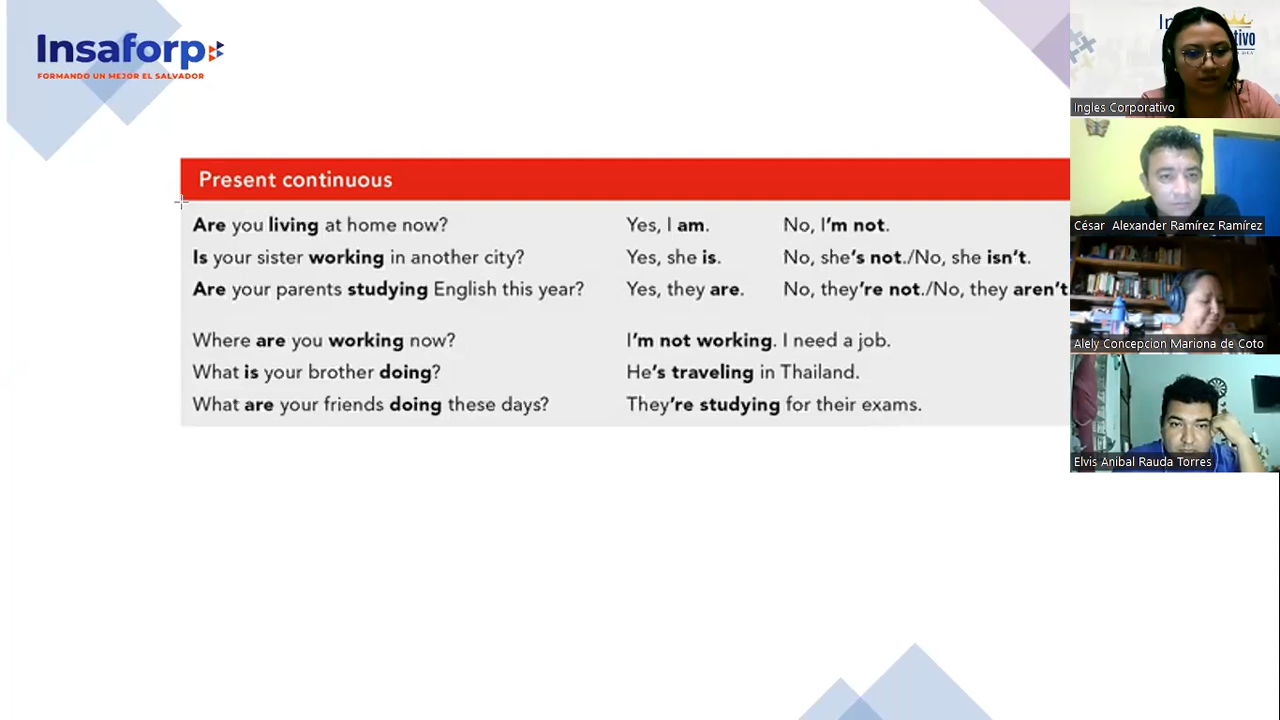 Insaforp
FORMANDO UN MEJOR EL SALVADOR
Present continuous
Are you living at home now? Yes, I am. No, I'm not.
Is your sister working in another city? Yes, she is. No, she's not./No, she isn't.
Are your parents studying English this year? Yes, they are. No, they're not./No, they aren't
Where are you working now? I'm not working. I need a job.
What is your brother doing? He's traveling in Thailand.
What are your friends doing these days? They're studying for their exams.
Ingles Corporativo
César Alexander Ramírez Ramírez
Alely Concepcion Mariona de Coto
Elvis Anibal Rauda Torres